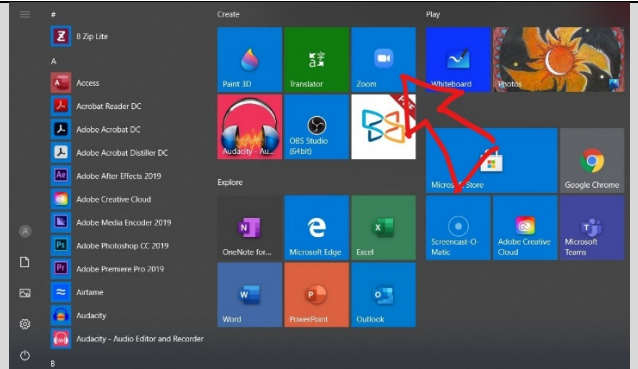 #
8 Zip Lite
A
Access
Acrobat Reader DC
Adobe Acrobat DC
Adobe Acrobat Distiller DC
Adobe After Effects 2019
Adobe Creative Cloud
Adobe Media Encoder 2019
Adobe Photoshop CC 2019
Adobe Premiere Pro 2019
Airtame
Audacity
Audacity - Audio Editor and Recorder
B
Create
Paint 3D
Translator
Zoom
Audacity - Au...
OBS Studio
(64bit)
FREE
Explore
OneNote for...
Microsoft Edge
Excel
Word
PowerPoint
Outlook
Play
Whiteboard
Photos
Microsoft Store
Google Chrome
Screencast-O-
Matic
Adobe Creative
Cloud
Microsoft
Teams